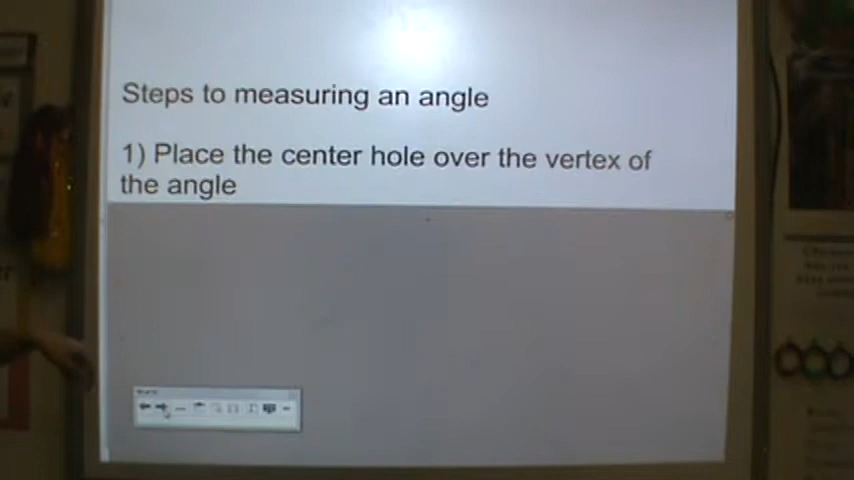 Steps to measuring an angle
1) Place the center hole over the vertex of
the angle